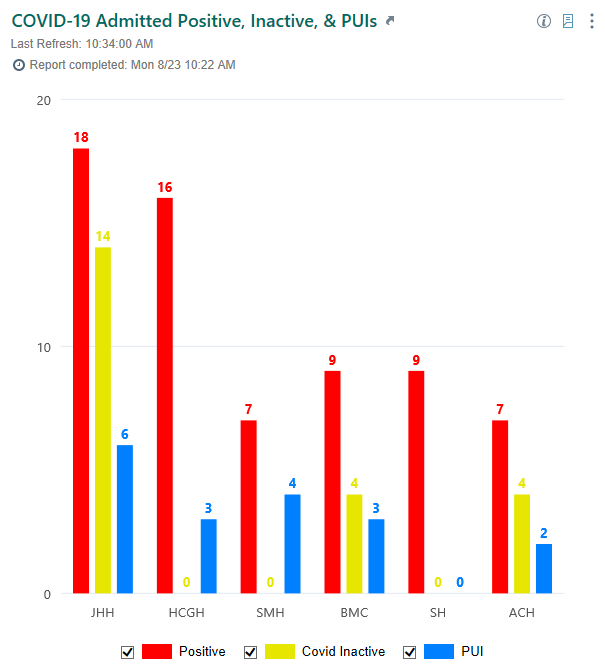 COVID-19 Admitted Positive, Inactive, & PUIs
Last Refresh: 10:34:00 AM
Report completed: Mon 8/23 10:22 AM
20
18
16
14
10
9
9
7
7
6
4
4
4
3
3
2
0
0
0
0
0
JHH
HCGH
SMH
BMC
SH
ACH
Positive
Covid Inactive
PUI